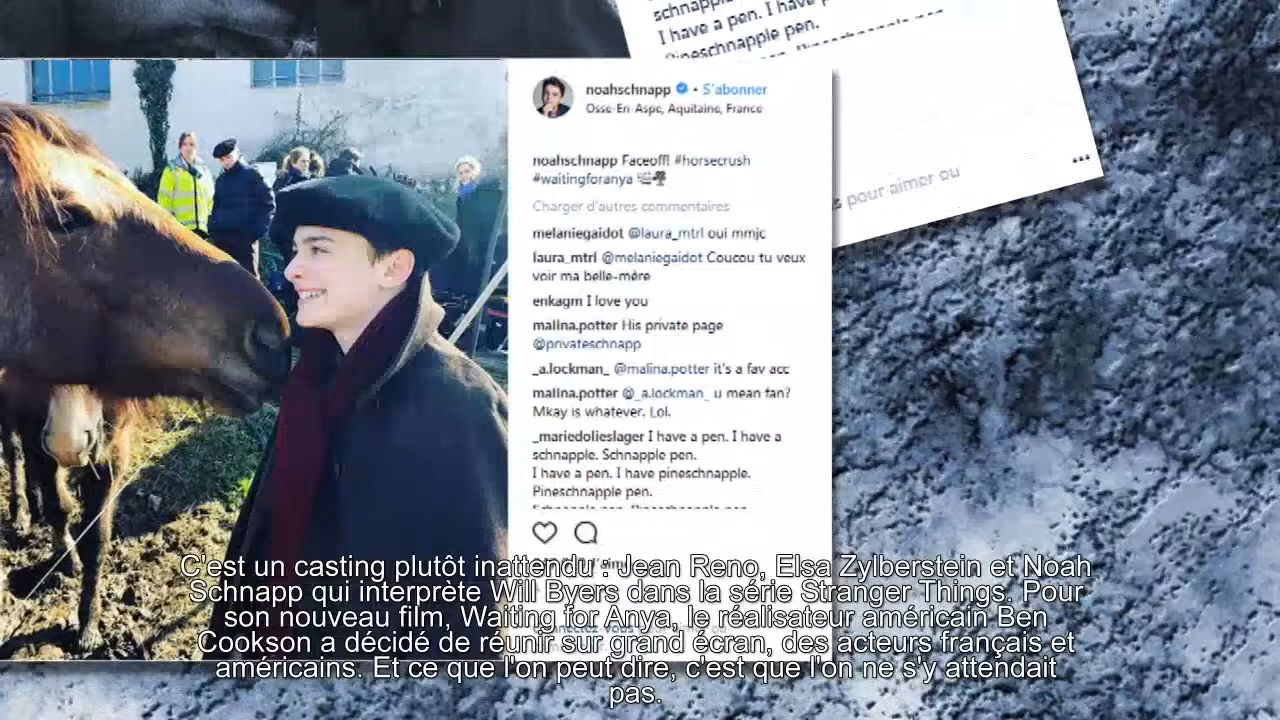 schnapple
I have a pen. I have
Pineschnapple pen.
noahschnapp • S'abonner
Osse-En-Aspe, Aquitaine, France
noahschnapp Faceoff! #horsecrush
#waitingforanya
Charger d'autres commentaires
melaniegaidot @laura_mtrl oui mmjc
laura_mtrl @melaniegaidot Coucou tu veux
voir ma belle-mère
enkagm I love you
malina.potter His private page
@privateschnapp
_a.lockman_ @malina.potter it's a fav acc
malina.potter @_a.lockman_ u mean fan?
Mkay is whatever. Lol.
_mariedolieslager I have a pen. I have a
schnapple. Schnapple pen.
I have a pen. I have pineschnapple.
Pineschnapple pen.
pour aimer ou
C'est un casting plutôt inattendu : Jean Reno, Elsa Zylberstein et Noah
Schnapp qui interprète Will Byers dans la série Stranger Things. Pour
son nouveau film, Waiting for Anya, le réalisateur américain Ben
Cookson a décidé de réunir sur grand écran, des acteurs français et
américains. Et ce que l'on peut dire, c'est que l'on ne s'y attendait
pas.